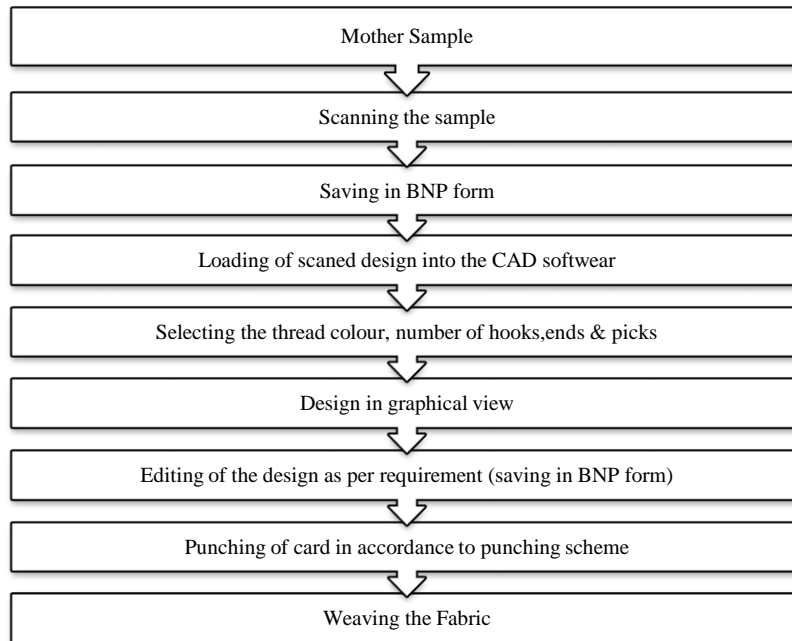 Mother Sample
Scanning the sample
Saving in BNP form
Loading of scaned design into the CAD softwear
Selecting the thread colour, number of hooks,ends & picks
Design in graphical view
Editing of the design as per requirement (saving in BNP form)
Punching of card in accordance to punching scheme
Weaving the Fabric